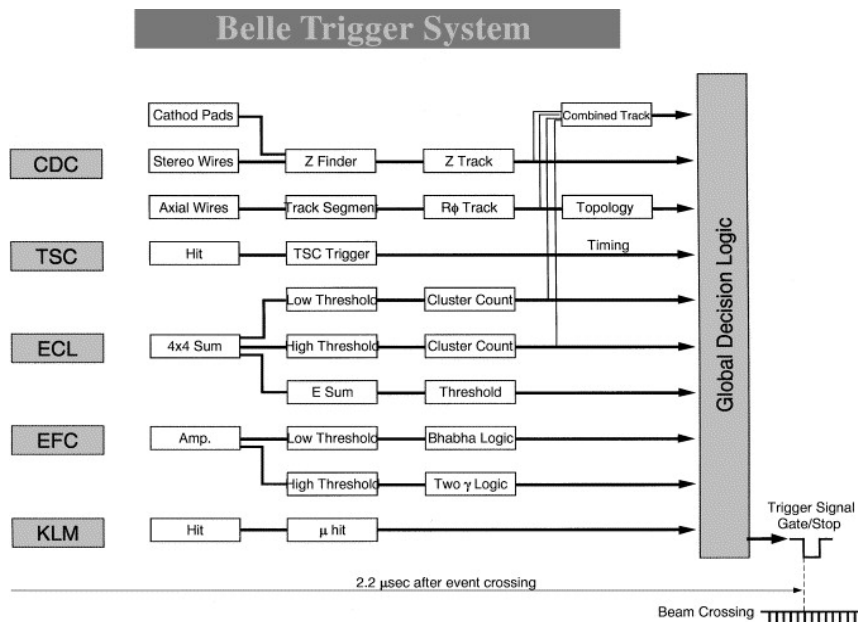 Belle Trigger System
Cathod Pads
Combined Track
CDC
Stereo Wires
Z Finder
Z Track
Axial Wires
Track Segment
Rϕ Track
Topology
TSC
Hit
TSC Trigger
Timing
Low Threshold
Cluster Count
ECL
4x4 Sum
High Threshold
Cluster Count
E Sum
Threshold
EFC
Amp.
Low Threshold
Bhabha Logic
High Threshold
Two γ Logic
KLM
Hit
μ hit
Global Decision Logic
Trigger Signal
Gate/Stop
2.2 μsec after event crossing
Beam Crossing